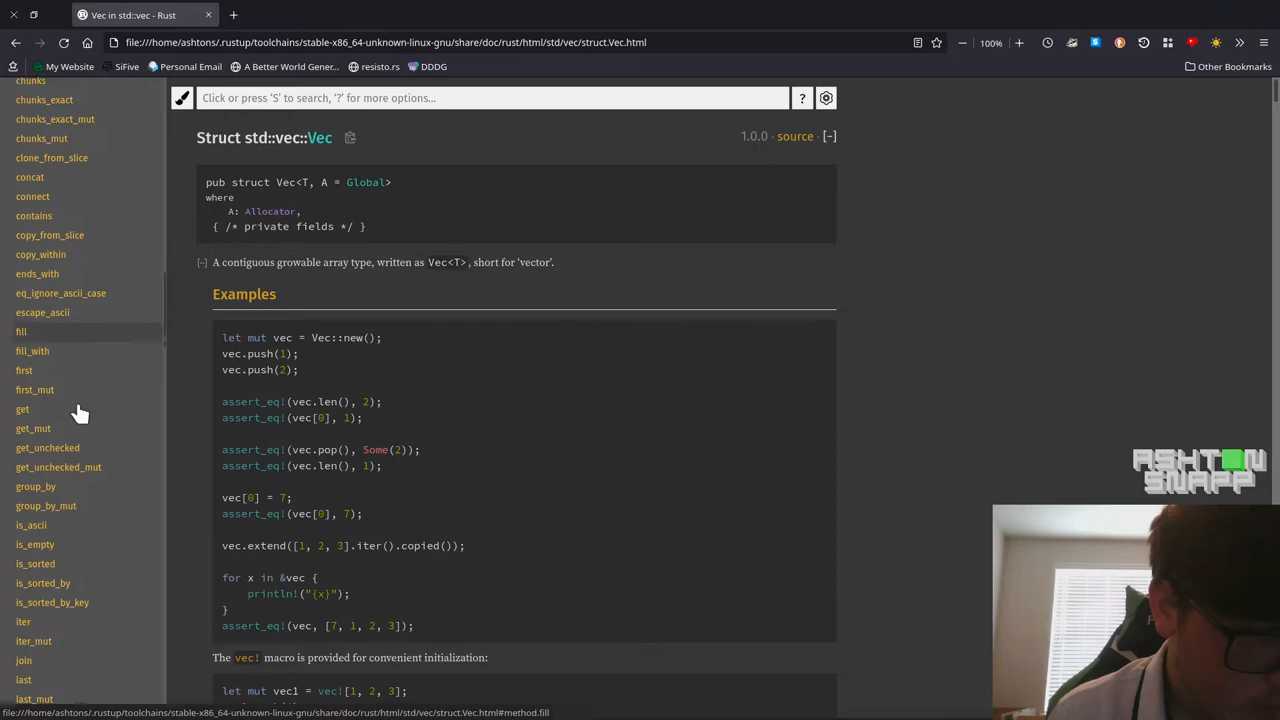 Vec in std::vec - Rust
file:///home/ashtons/.rustup/toolchains/stable-x86_64-unknown-linux-gnu/share/doc/rust/html/std/vec/struct.Vec.html
100%
My Website
SiFive
Personal Email
A Better World Gener…
resisto.rs
DDDG
Other Bookmarks
chunks
chunks_exact
chunks_exact_mut
chunks_mut
clone_from_slice
concat
connect
contains
copy_from_slice
copy_within
ends_with
eq_ignore_ascii_case
escape_ascii
fill
fill_with
first
first_mut
get
get_mut
get_unchecked
get_unchecked_mut
group_by
group_by_mut
is_ascii
is_empty
is_sorted
is_sorted_by
is_sorted_by_key
iter
iter_mut
join
last
last_mut
Click or press ‘S’ to search, ‘?’ for more options…
?
Struct std::vec::Vec
1.0.0 · source · [-]
pub struct Vec<T, A = Global>
where
A: Allocator,
{ /* private fields */ }
[-] A contiguous growable array type, written as Vec<T>, short for ‘vector’.
Examples
let mut vec = Vec::new();
vec.push(1);
vec.push(2);
assert_eq!(vec.len(), 2);
assert_eq!(vec[0], 1);
assert_eq!(vec.pop(), Some(2));
assert_eq!(vec.len(), 1);
vec[0] = 7;
assert_eq!(vec[0], 7);
vec.extend([1, 2, 3].iter().copied());
for x in &vec {
println!("{x}");
}
assert_eq!(vec, [7, 1, 2, 3]);
The vec! macro is provided for convenient initialization:
let mut vec1 = vec![1, 2, 3];
file:///home/ashtons/.rustup/toolchains/stable-x86_64-unknown-linux-gnu/share/doc/rust/html/std/vec/struct.Vec.html#method.fill
ASHTON
SNAPP